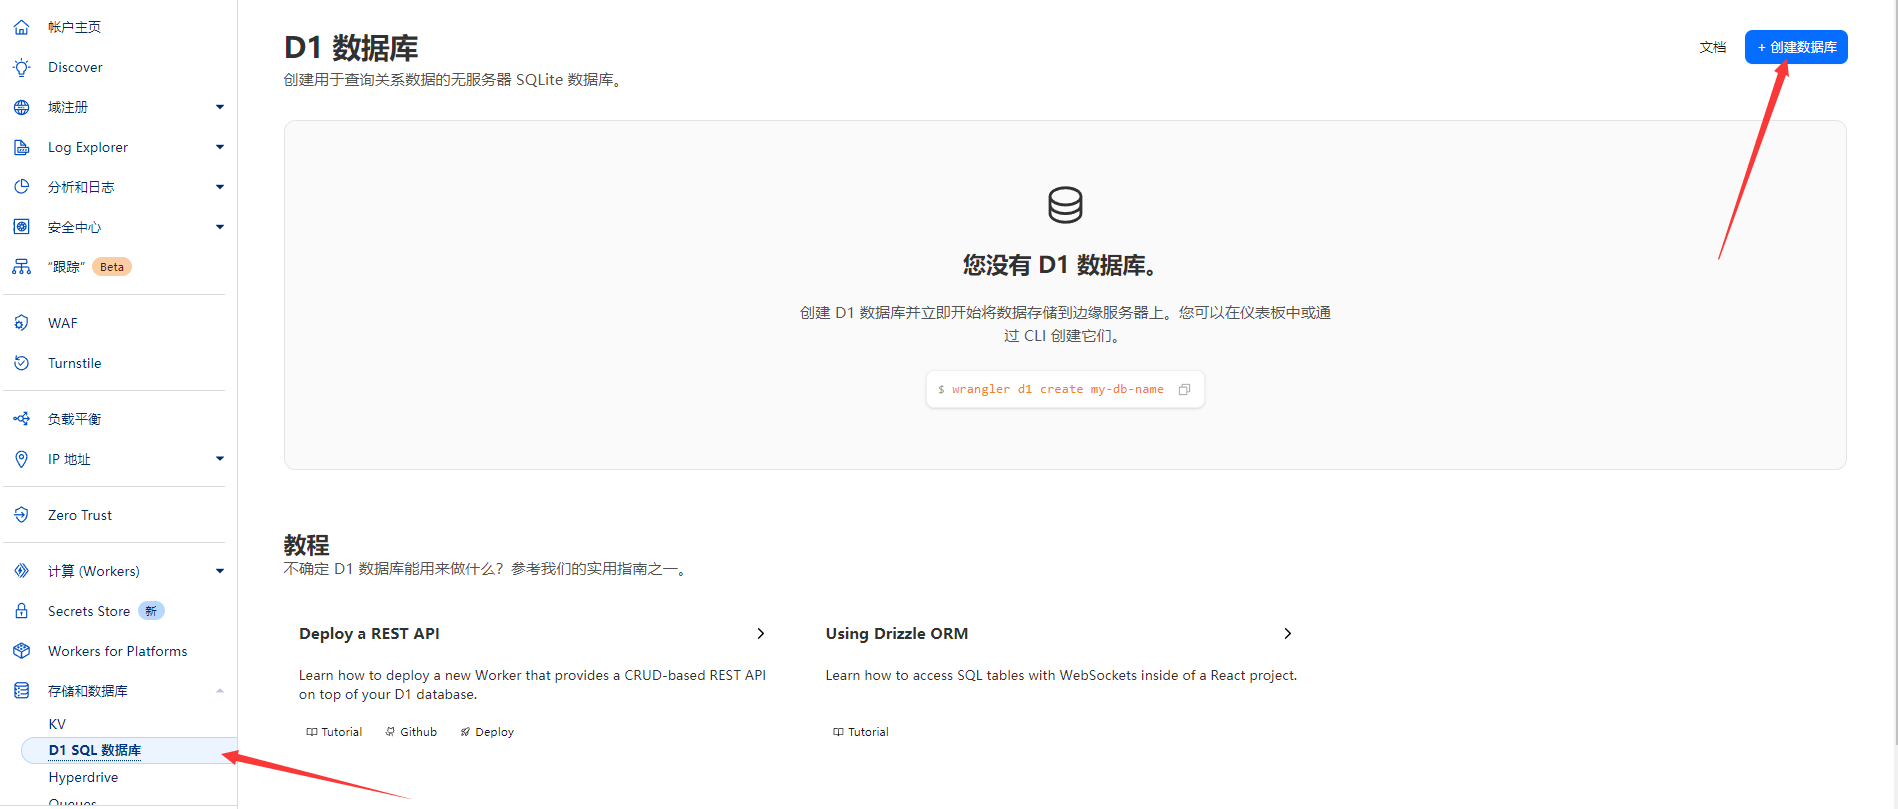 帐户主页
Discover
域注册
Log Explorer
分析和日志
安全中心
“跟踪” Beta
WAF
Turnstile
负载平衡
IP 地址
Zero Trust
计算 (Workers)
Secrets Store 新
Workers for Platforms
存储和数据库
KV
D1 SQL 数据库
Hyperdrive
Queues
D1 数据库
创建用于查询关系数据的无服务器 SQLite 数据库。
文档
+ 创建数据库
您没有 D1 数据库。
创建 D1 数据库并立即开始将数据存储到边缘服务器上。您可以在仪表板中或通
过 CLI 创建它们。
$ wrangler d1 create my-db-name
教程
不确定 D1 数据库能用来做什么？参考我们的实用指南之一。
Deploy a REST API
Learn how to deploy a new Worker that provides a CRUD-based REST API
on top of your D1 database.
Tutorial Github Deploy
Using Drizzle ORM
Learn how to access SQL tables with WebSockets inside of a React project.
Tutorial